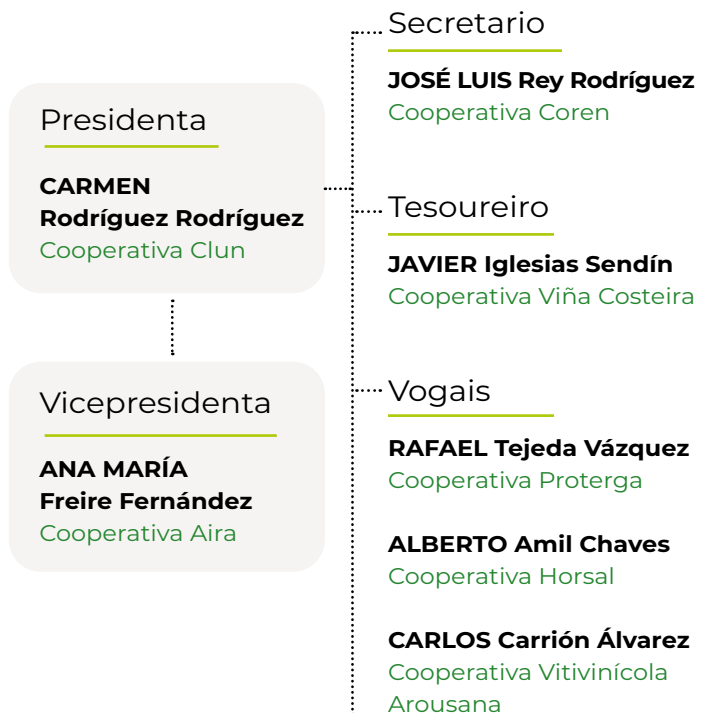 Presidenta
CARMEN
Rodríguez Rodríguez
Cooperativa Clun
Vicepresidenta
ANA MARÍA
Freire Fernández
Cooperativa Aira
Secretario
JOSÉ LUIS Rey Rodríguez
Cooperativa Coren
Tesoureiro
JAVIER Iglesias Sendín
Cooperativa Viña Costeira
Vogais
RAFAEL Tejeda Vázquez
Cooperativa Proterga
ALBERTO Amil Chaves
Cooperativa Horsal
CARLOS Carrión Álvarez
Cooperativa Vitivinícola
Arousana